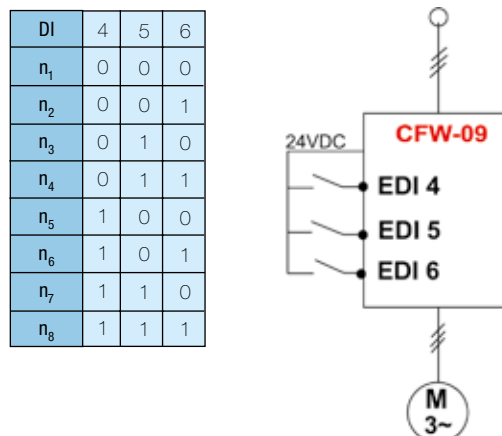 DI 4 5 6
n₁ 0 0 0
n₂ 0 0 1
n₃ 0 1 0
n₄ 0 1 1
n₅ 1 0 0
n₆ 1 0 1
n₇ 1 1 0
n₈ 1 1 1
CFW-09
24VDC
EDI 4
EDI 5
EDI 6
M
3~